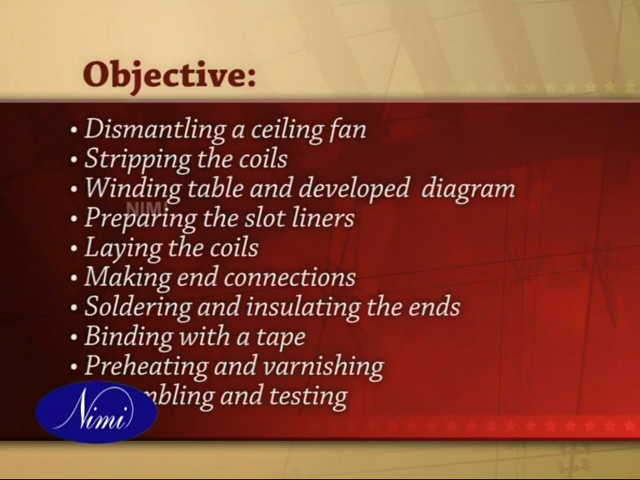 Objective:
• Dismantling a ceiling fan
• Stripping the coils
• Winding table and developed diagram
NIMI
• Preparing the slot liners
• Laying the coils
• Making end connections
• Soldering and insulating the ends
• Binding with a tape
• Preheating and varnishing
and testing
Nimi